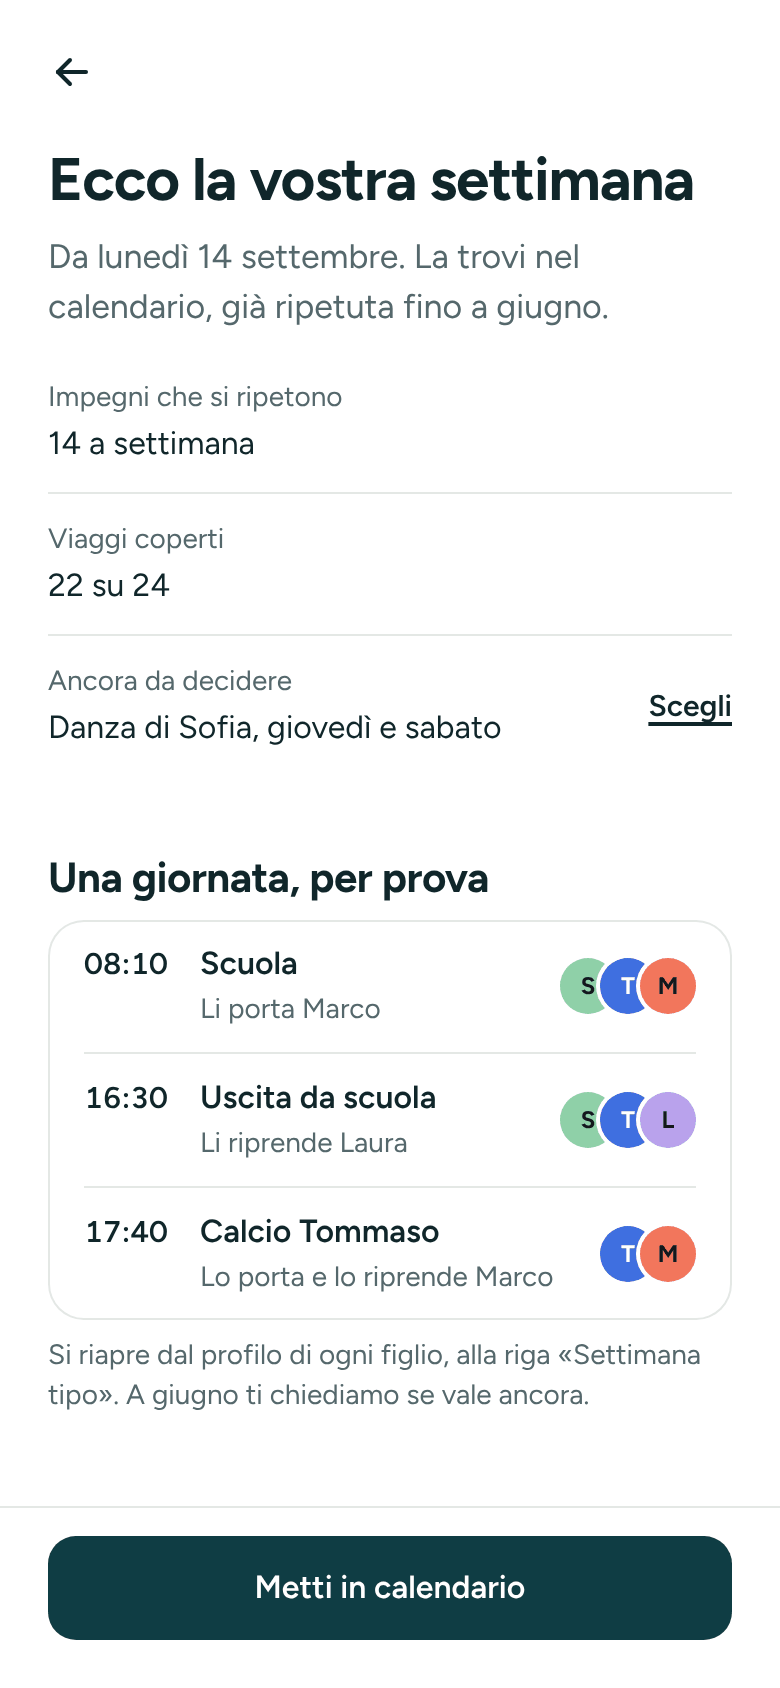 Ecco la vostra settimana
Da lunedì 14 settembre. La trovi nel
calendario, già ripetuta fino a giugno.
Impegni che si ripetono
14 a settimana
Viaggi coperti
22 su 24
Ancora da decidere
Danza di Sofia, giovedì e sabato
Scegli
Una giornata, per prova
08:10 Scuola S T M
Li porta Marco
16:30 Uscita da scuola S T L
Li riprende Laura
17:40 Calcio Tommaso T M
Lo porta e lo riprende Marco
Si riapre dal profilo di ogni figlio, alla riga «Settimana
tipo». A giugno ti chiediamo se vale ancora.
Metti in calendario